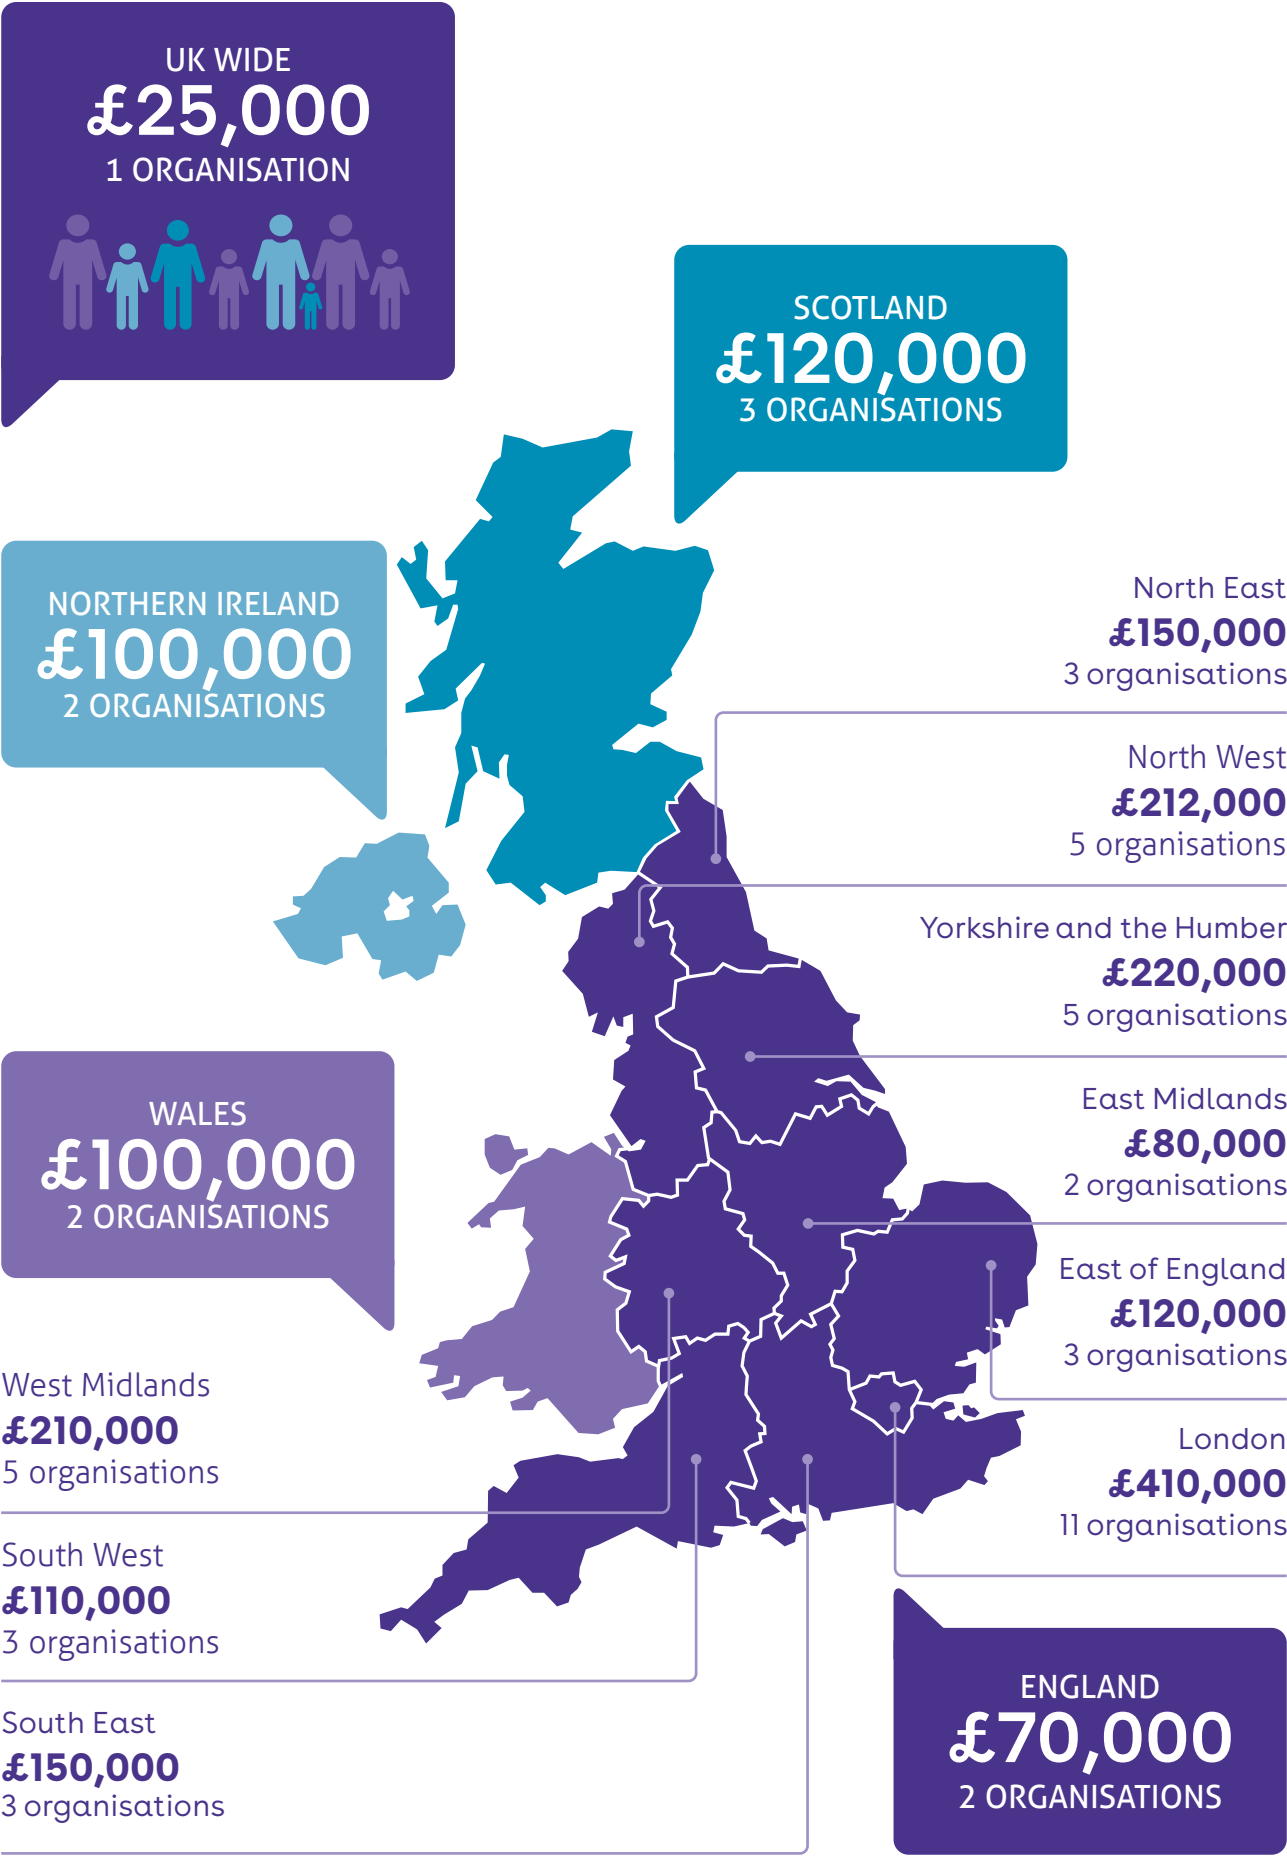 UK WIDE
£25,000
1 ORGANISATION
SCOTLAND
£120,000
3 ORGANISATIONS
NORTHERN IRELAND
£100,000
2 ORGANISATIONS
North East
£150,000
3 organisations
North West
£212,000
5 organisations
Yorkshire and the Humber
£220,000
5 organisations
WALES
£100,000
2 ORGANISATIONS
East Midlands
£80,000
2 organisations
East of England
£120,000
3 organisations
West Midlands
£210,000
5 organisations
London
£410,000
11 organisations
South West
£110,000
3 organisations
South East
£150,000
3 organisations
ENGLAND
£70,000
2 ORGANISATIONS